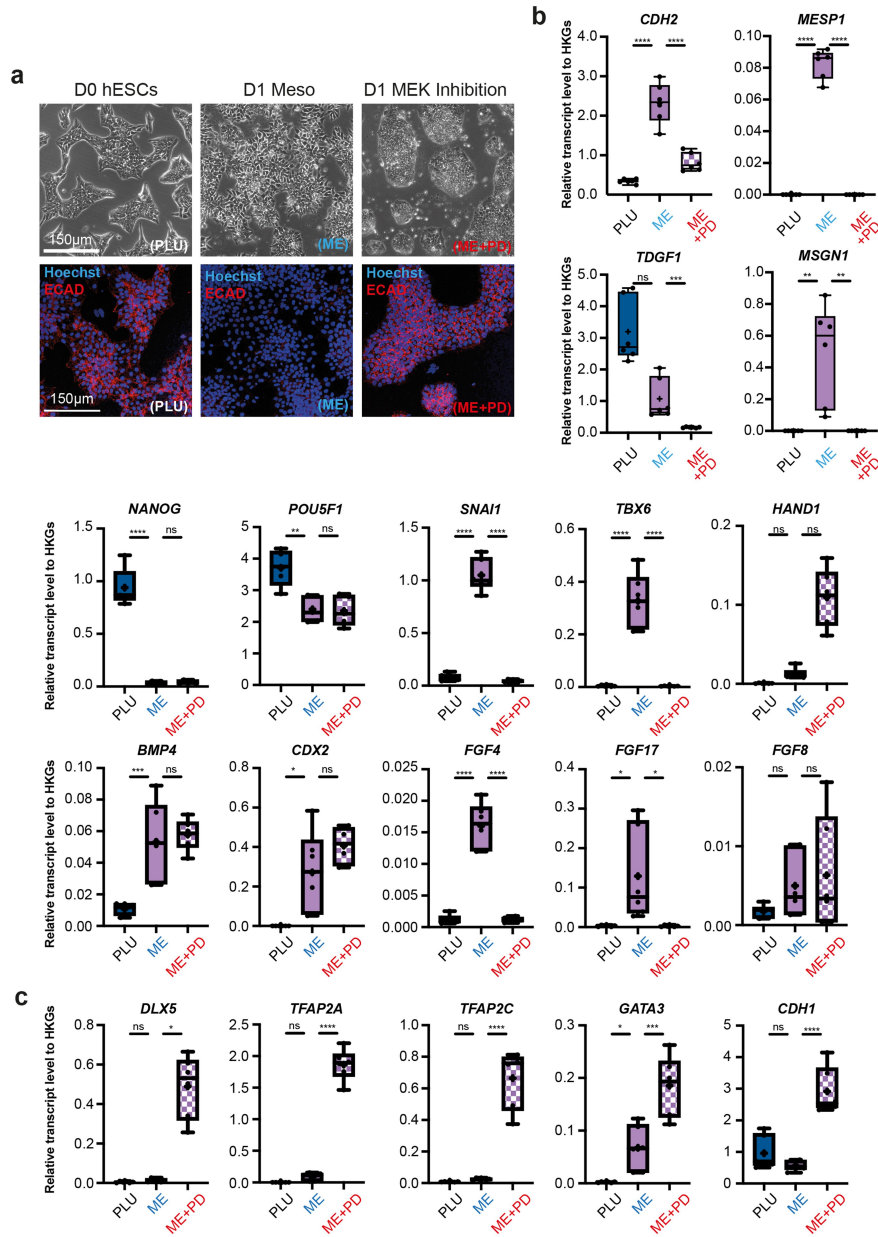 a
D0 hESCs
D1 Meso
D1 MEK Inhibition
150µm
(PLU)
(ME)
(ME+PD)
Hoechst
ECAD
Hoechst
ECAD
Hoechst
ECAD
150µm
(PLU)
(ME)
(ME+PD)
b
CDH2
Relative transcript level to HKGs
4.0
3.0
2.0
1.0
0.0
****
****
PLU
ME
ME
+PD
MESP1
0.10
0.08
0.06
0.04
0.02
0.00
****
****
PLU
ME
ME
+PD
TDGF1
Relative transcript level to HKGs
5.0
4.0
3.0
2.0
1.0
0.0
ns
***
PLU
ME
ME
+PD
MSGN1
1.0
0.8
0.6
0.4
0.2
0.0
**
**
PLU
ME
ME
+PD
NANOG
Relative transcript level to HKGs
1.5
1.0
0.5
0.0
****
ns
PLU
ME
ME+PD
POU5F1
5
4
3
2
1
0
**
ns
PLU
ME
ME+PD
SNAI1
1.5
1.0
0.5
0.0
****
****
PLU
ME
ME+PD
TBX6
0.6
0.4
0.2
0.0
****
****
PLU
ME
ME+PD
HAND1
0.2
0.1
0.0
ns
ns
PLU
ME
ME+PD
BMP4
Relative transcript level to HKGs
0.10
0.08
0.06
0.04
0.02
0.00
***
ns
PLU
ME
ME+PD
CDX2
0.8
0.6
0.4
0.2
0.0
*
ns
PLU
ME
ME+PD
FGF4
0.025
0.020
0.015
0.010
0.005
0.000
****
****
PLU
ME
ME+PD
FGF17
0.4
0.3
0.2
0.1
0.0
*
*
PLU
ME
ME+PD
FGF8
0.02
0.01
0.00
ns
ns
PLU
ME
ME+PD
c
DLX5
Relative transcript level to HKGs
0.8
0.6
0.4
0.2
0.0
ns
*
PLU
ME
ME+PD
TFAP2A
2.5
2.0
1.5
1.0
0.5
0.0
ns
****
PLU
ME
ME+PD
TFAP2C
1.0
0.8
0.6
0.4
0.2
0.0
ns
****
PLU
ME
ME+PD
GATA3
0.3
0.2
0.1
0.0
*
***
PLU
ME
ME+PD
CDH1
5
4
3
2
1
0
ns
****
PLU
ME
ME+PD